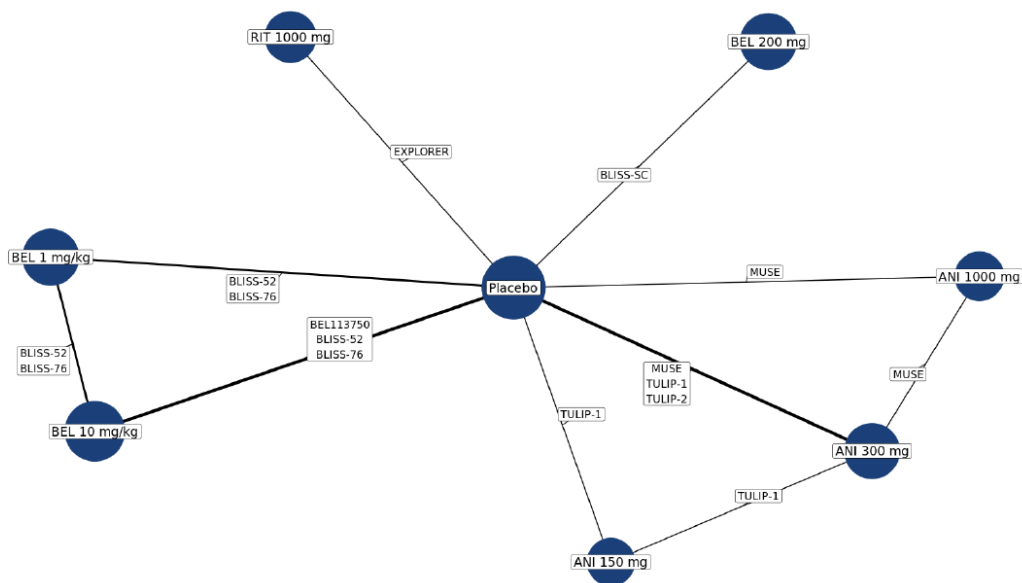 RIT 1000 mg
BEL 200 mg
EXPLORER
BLISS-SC
BEL 1 mg/kg
MUSE
ANI 1000 mg
BLISS-52
BLISS-76
Placebo
BEL113750
BLISS-52
BLISS-76
BLISS-52
BLISS-76
MUSE
TULIP-1
TULIP-2
MUSE
TULIP-1
BEL 10 mg/kg
ANI 300 mg
TULIP-1
ANI 150 mg